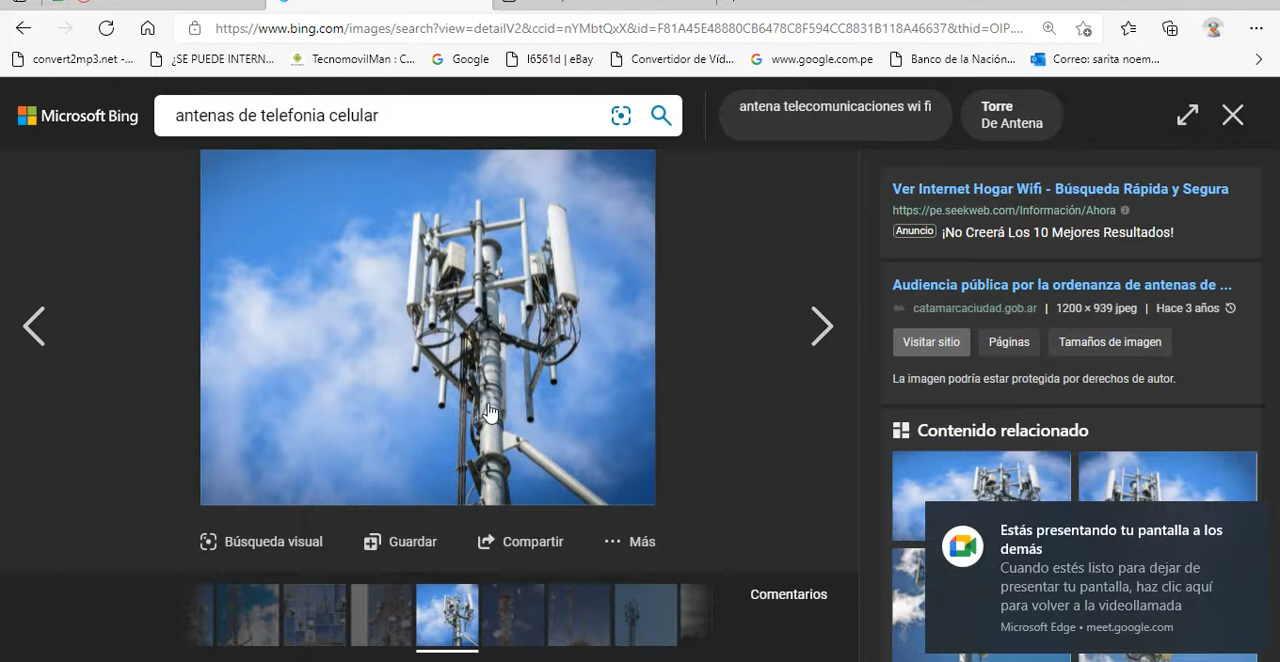 https://www.bing.com/images/search?view=detailV2&ccid=nYMbtQxX&id=F81A45E48880CB6478C8F594CC8831B118A46637&thid=OIP....
convert2mp3.net -...
¿SE PUEDE INTERN...
TecnomovilMan : C...
Google
I6561d | eBay
Convertidor de Víd...
www.google.com.pe
Banco de la Nación...
Correo: sarita noem...
Microsoft Bing
antenas de telefonia celular
antena telecomunicaciones wi fi
Torre
De Antena
Ver Internet Hogar Wifi - Búsqueda Rápida y Segura
https://pe.seekweb.com/Información/Ahora
Anuncio ¡No Creerá Los 10 Mejores Resultados!
Audiencia pública por la ordenanza de antenas de ...
catamarcaciudad.gob.ar | 1200 × 939 jpeg | Hace 3 años
Visitar sitio
Páginas
Tamaños de imagen
La imagen podría estar protegida por derechos de autor.
Contenido relacionado
Búsqueda visual
Guardar
Compartir
Más
Comentarios
Estás presentando tu pantalla a los
demás
Cuando estés listo para dejar de
presentar tu pantalla, haz clic aquí
para volver a la videollamada
Microsoft Edge • meet.google.com